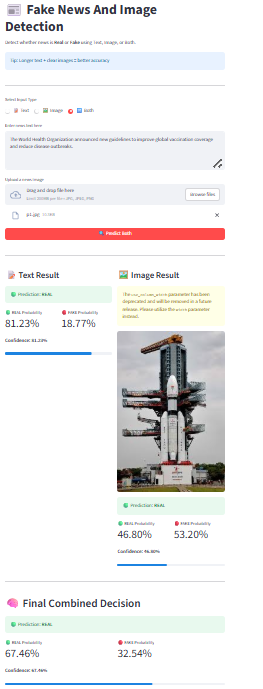 Fake News And Image
Detection
Detect whether news is Real or Fake using Text, Image, or Both.
Tip: Longer text + clear images = better accuracy
Select Input Type
Text Image Both
Enter news text here
The World Health Organization announced new guidelines to improve global vaccination coverage
and reduce disease outbreaks.
Upload a news image
Drag and drop file here
Limit 200MB per file • JPG, JPEG, PNG
Browse files
Predict Both
Text Result
Prediction: REAL
REAL Probability
81.23%
FAKE Probability
18.77%
Confidence: 81.23%
Image Result
The use_column_width parameter has been
deprecated and will be removed in a future
release. Please utilize the width parameter
instead.
Prediction: REAL
REAL Probability
46.80%
FAKE Probability
53.20%
Confidence: 46.80%
Final Combined Decision
Prediction: REAL
REAL Probability
67.46%
FAKE Probability
32.54%
Confidence: 67.46%